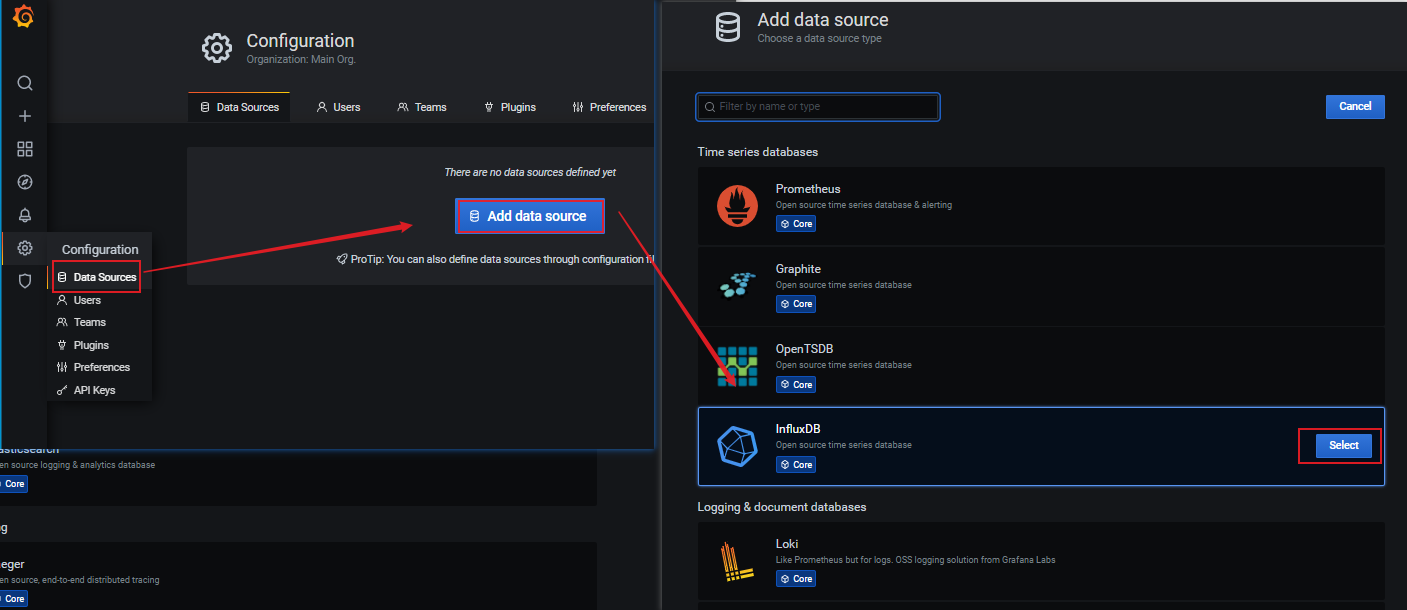 Configuration
Organization: Main Org.
Data Sources
Users
Teams
Plugins
Preferences
There are no data sources defined yet
Add data source
ProTip: You can also define data sources through configuration
Configuration
Data Sources
Users
Teams
Plugins
Preferences
API Keys
source logging & analytics database
Core
source, end-to-end distributed tracing
Core
Add data source
Choose a data source type
Filter by name or type
Cancel
Time series databases
Prometheus
Open source time series database & alerting
Core
Graphite
Open source time series database
Core
OpenTSDB
Open source time series database
Core
InfluxDB
Open source time series database
Core
Select
Logging & document databases
Loki
Like Prometheus but for logs. OSS logging solution from Grafana Labs
Core